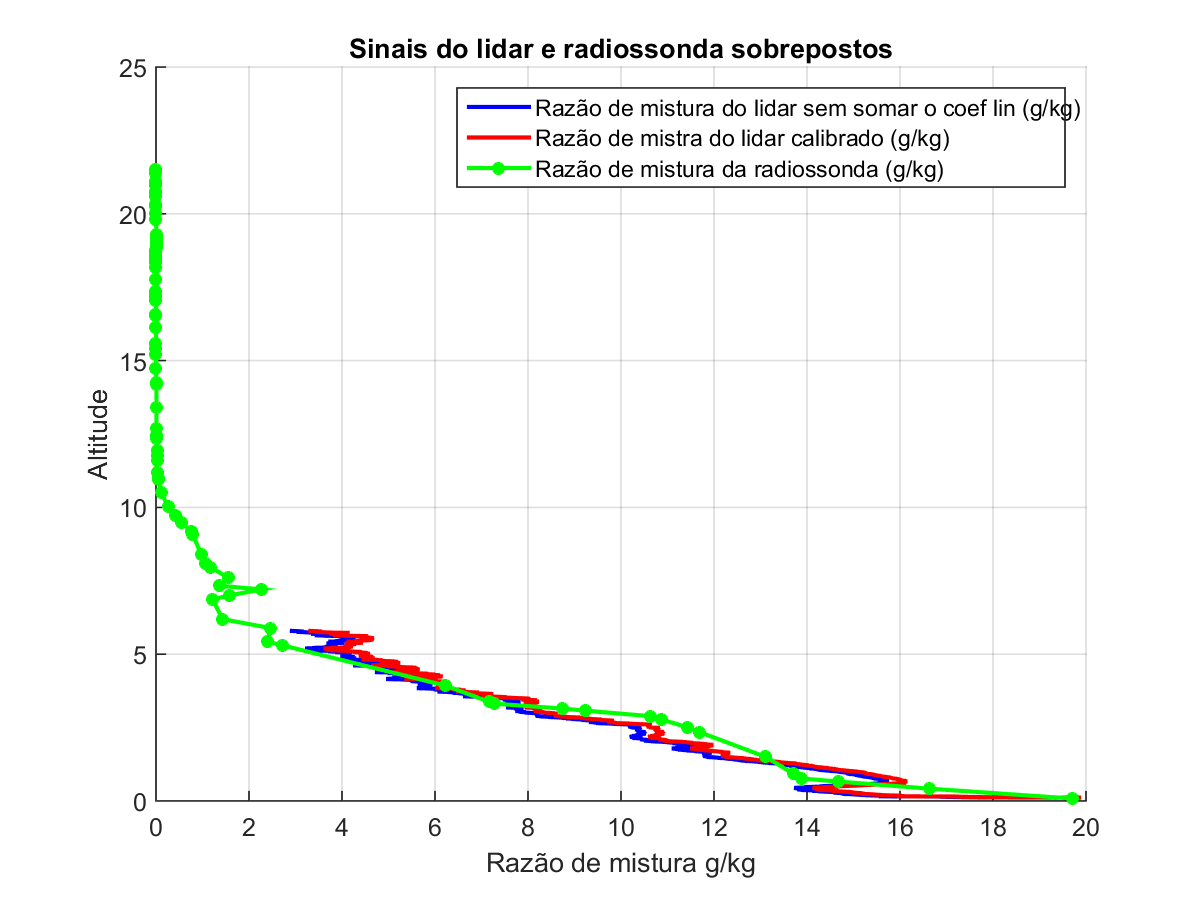 Sinais do lidar e radiossonda sobrepostos
25
20
15
10
5
0
Altitude
Razão de mistura do lidar sem somar o coef lin (g/kg)
Razão de mistra do lidar calibrado (g/kg)
Razão de mistura da radiossonda (g/kg)
0 2 4 6 8 10 12 14 16 18 20
Razão de mistura g/kg